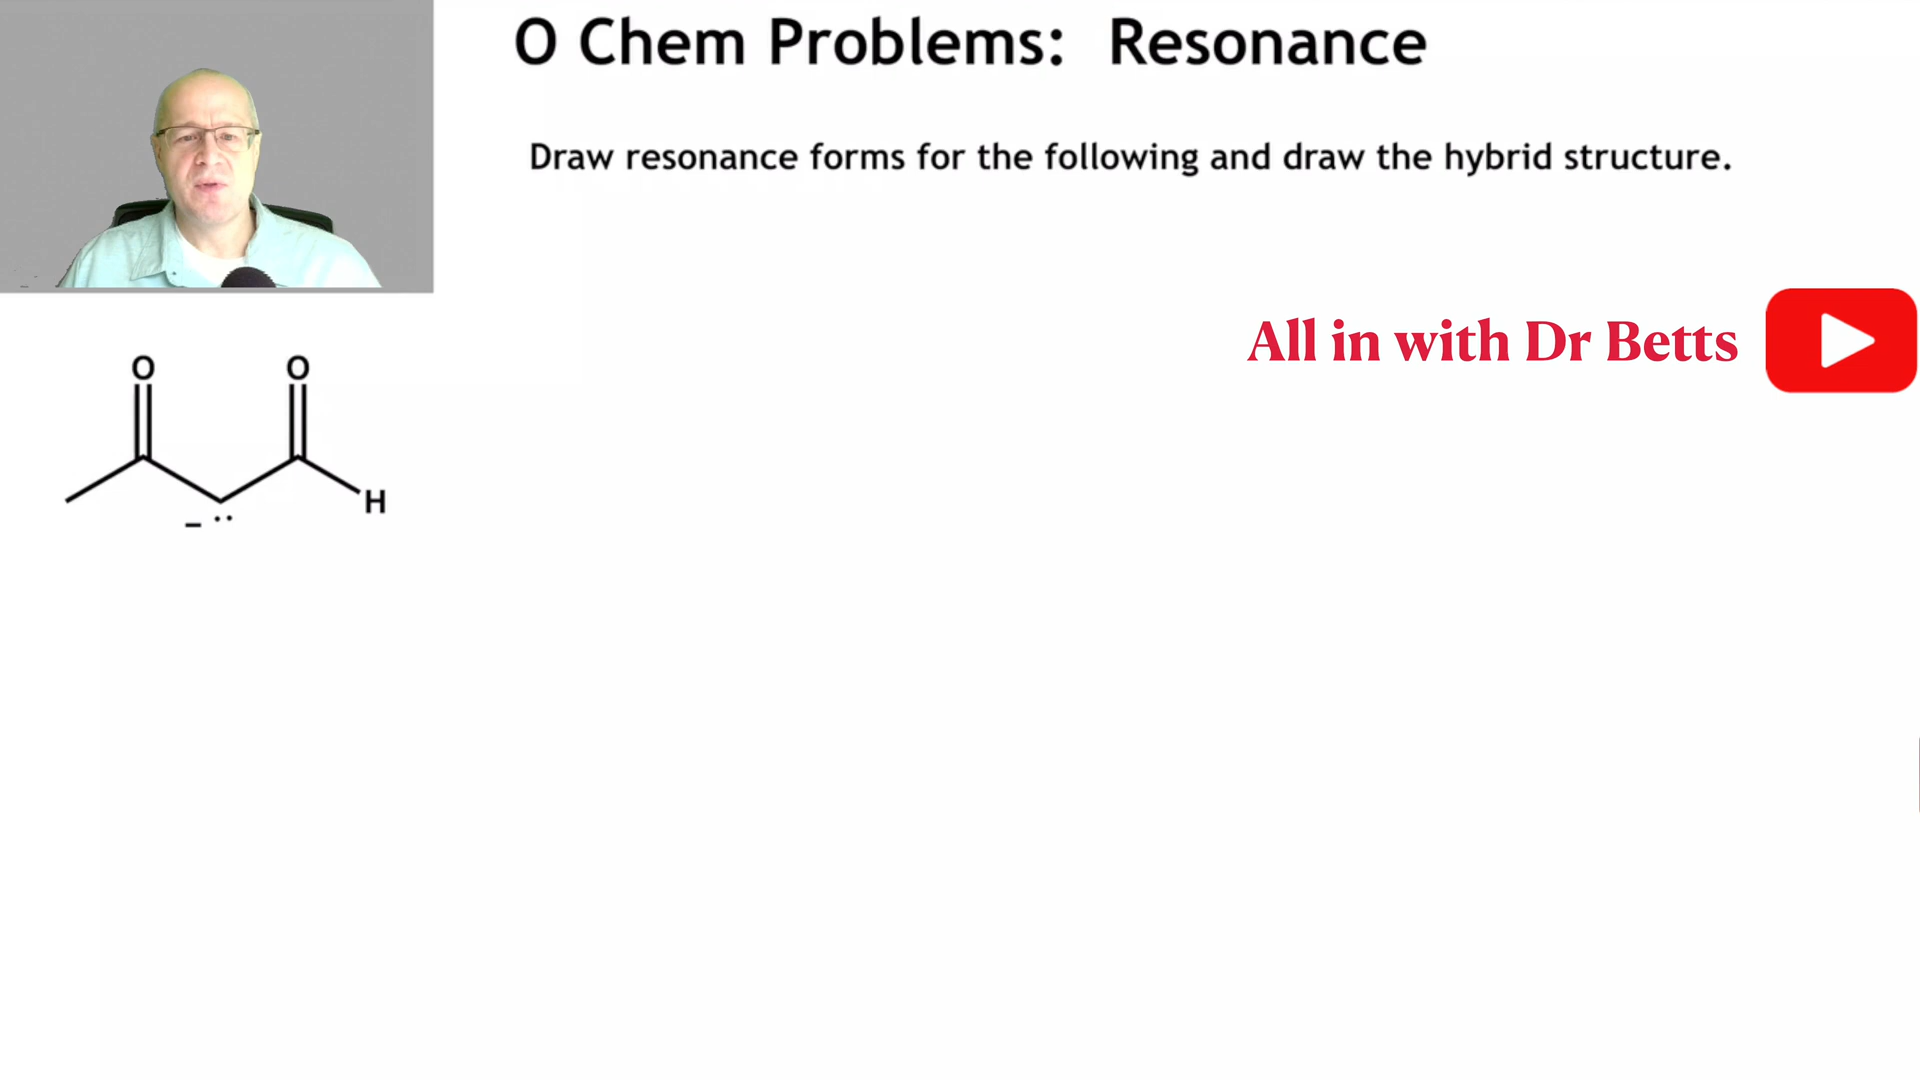 O Chem Problems: Resonance
Draw resonance forms for the following and draw the hybrid structure.
All in with Dr Betts
O O
H
− ··